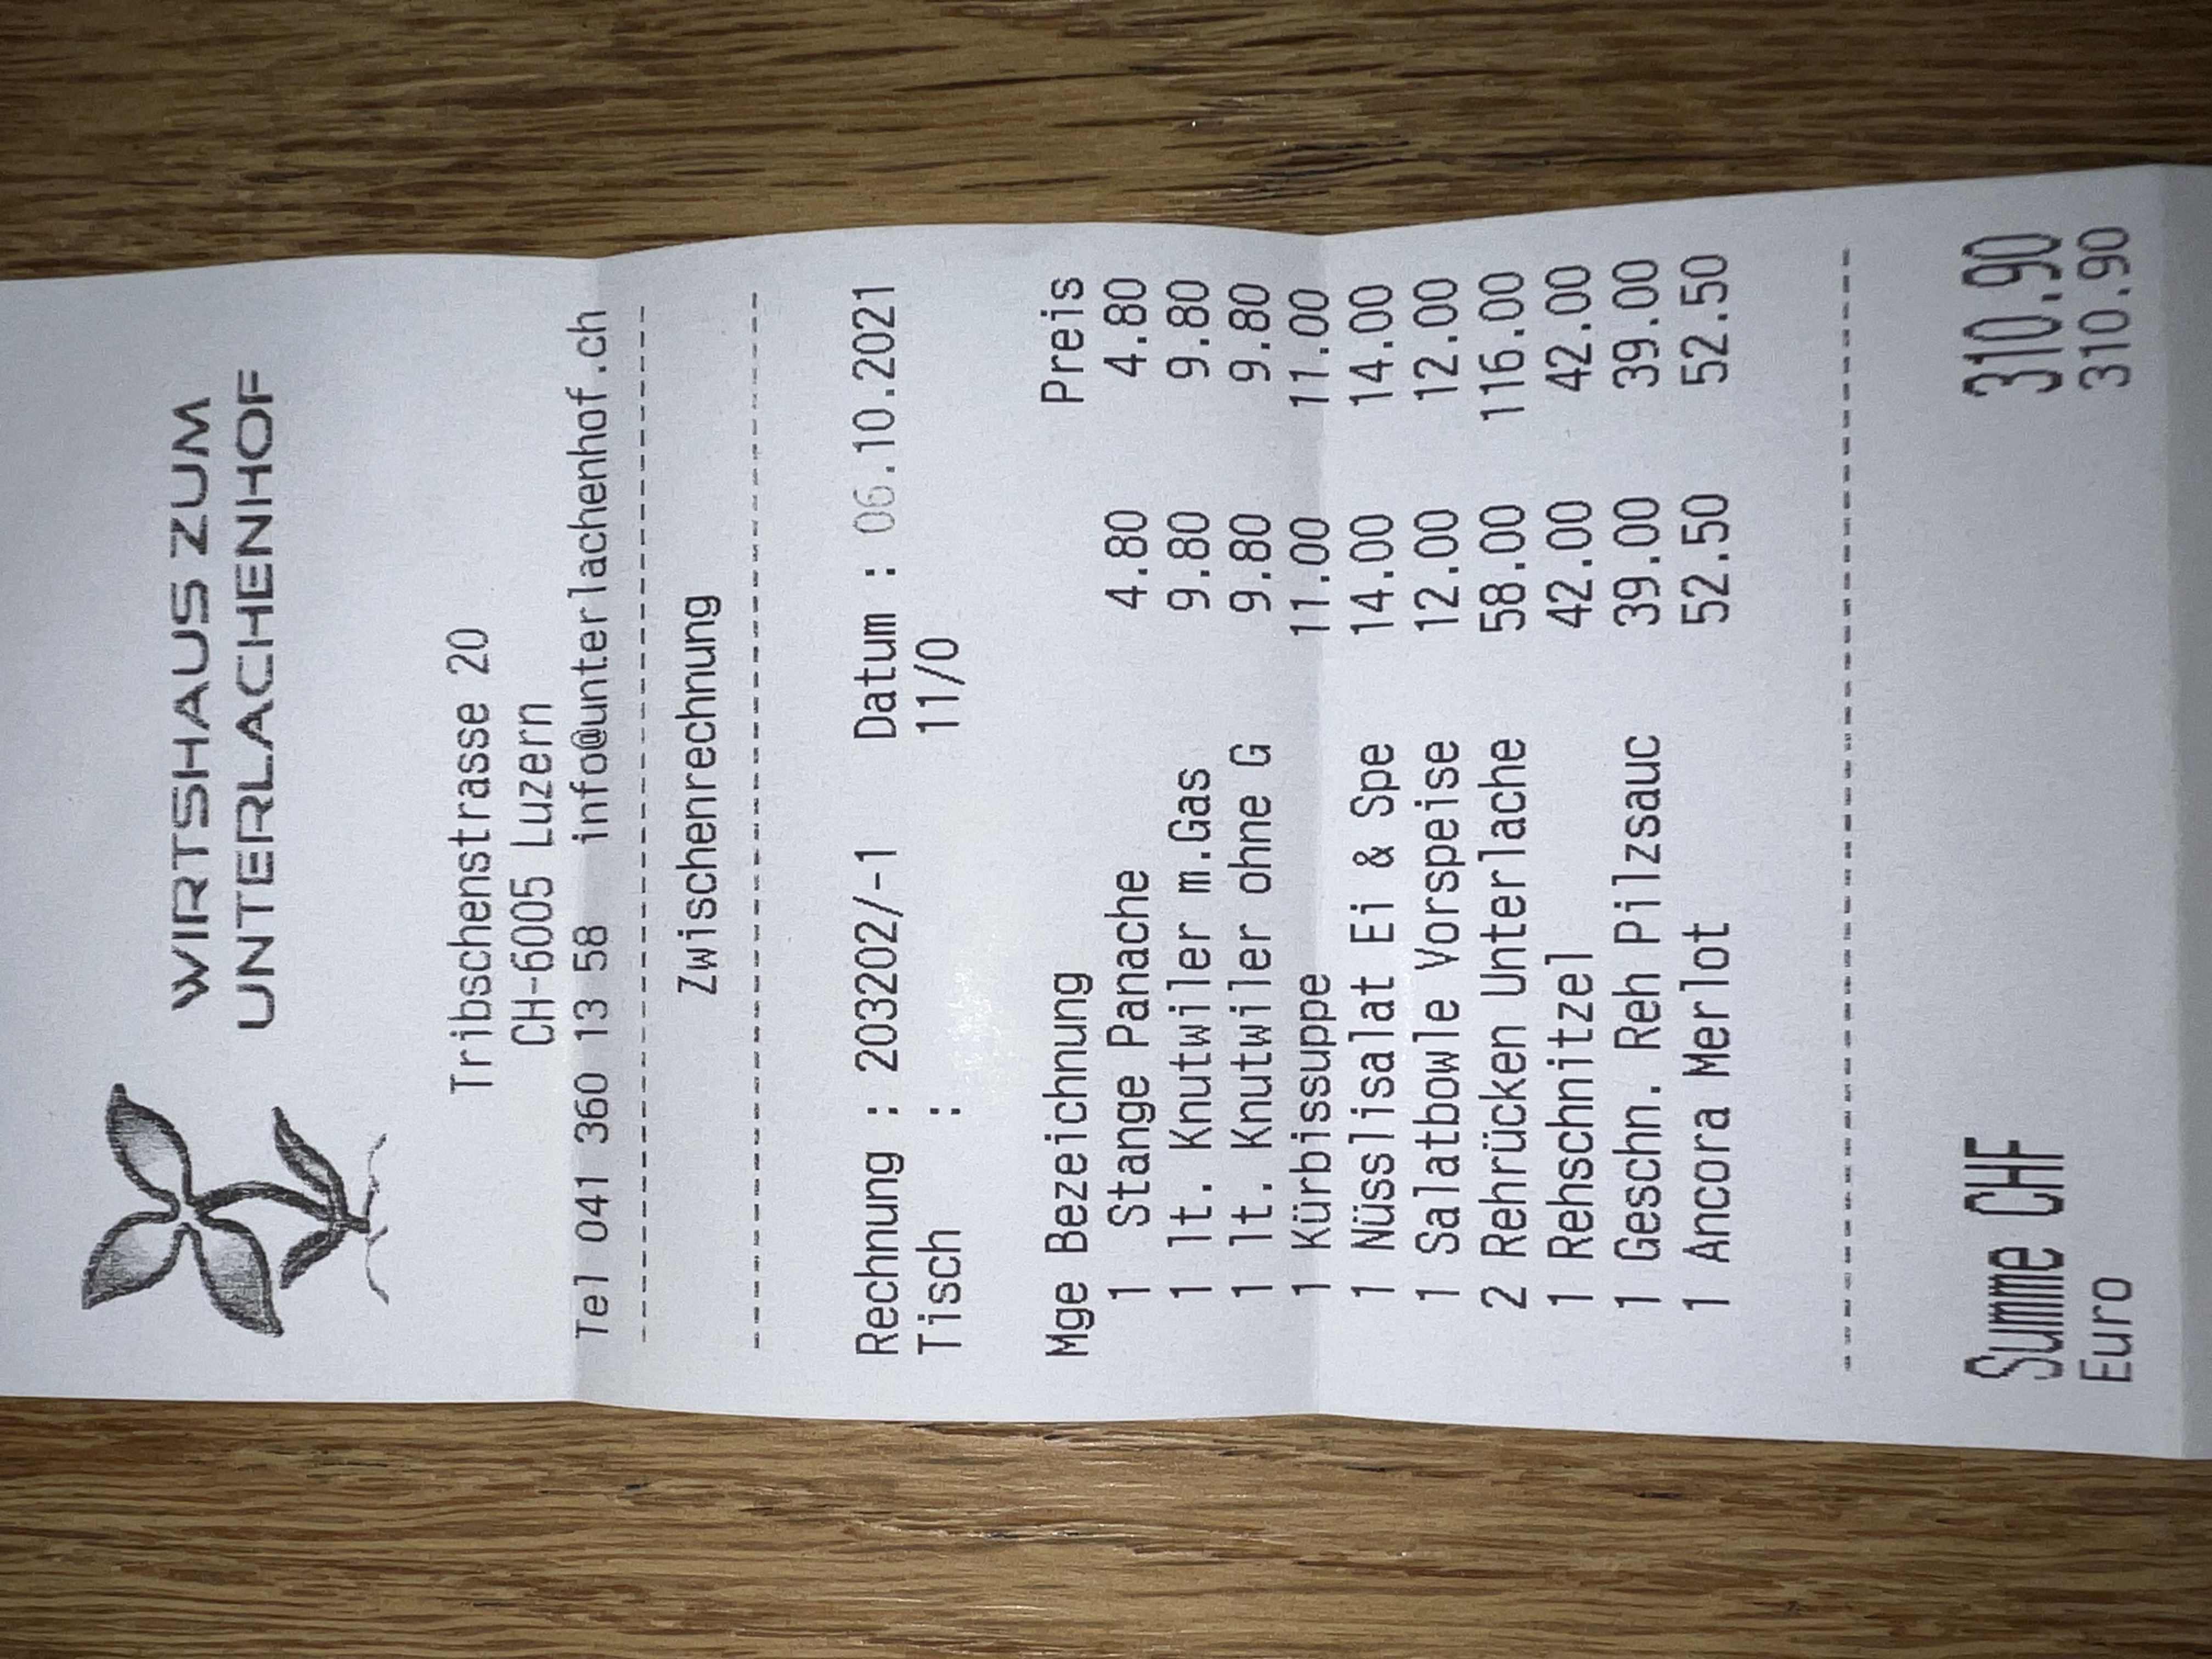 WIRTSHAUS ZUM
UNTERLACHENHOF
Tribschenstrasse 20
CH-6005 Luzern
Tel 041 360 13 58 info@unterlachenhof.ch
Zwischenrechnung
Rechnung : 203202/-1 Datum : 06.10.2021
Tisch : 11/0
Mge Bezeichnung Preis
1 Stange Panache 4.80 4.80
1 lt. Knutwiler m.Gas 9.80 9.80
1 lt. Knutwiler ohne G 9.80 9.80
1 Kürbissuppe 11.00 11.00
1 Nüsslisalat Ei & Spe 14.00 14.00
1 Salatbowle Vorspeise 12.00 12.00
2 Rehrücken Unterlache 58.00 116.00
1 Rehschnitzel 42.00 42.00
1 Geschn. Reh Pilzsauc 39.00 39.00
1 Ancora Merlot 52.50 52.50
Summe CHF 310.90
Euro 310.90